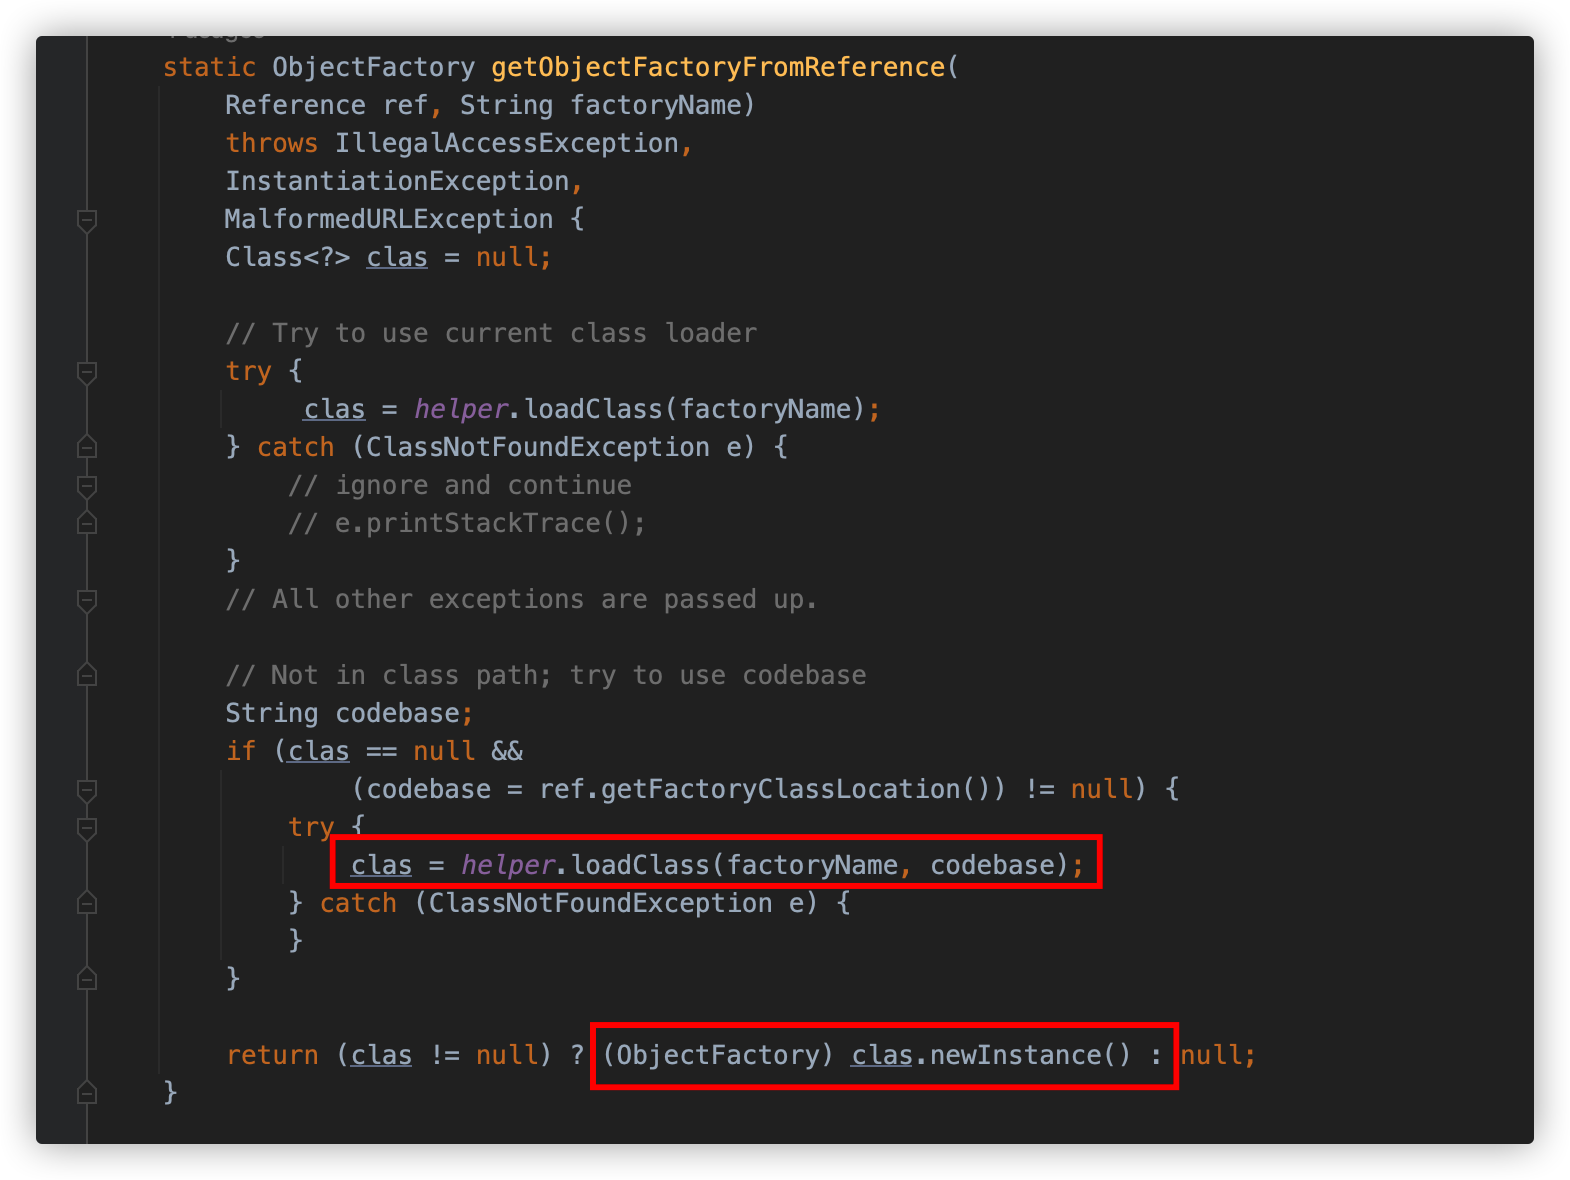 static ObjectFactory getObjectFactoryFromReference(
Reference ref, String factoryName)
throws IllegalAccessException,
InstantiationException,
MalformedURLException {
Class<?> clas = null;
// Try to use current class loader
try {
clas = helper.loadClass(factoryName);
} catch (ClassNotFoundException e) {
// ignore and continue
// e.printStackTrace();
}
// All other exceptions are passed up.
// Not in class path; try to use codebase
String codebase;
if (clas == null &&
(codebase = ref.getFactoryClassLocation()) != null) {
try {
clas = helper.loadClass(factoryName, codebase);
} catch (ClassNotFoundException e) {
}
}
return (clas != null) ? (ObjectFactory) clas.newInstance() : null;
}